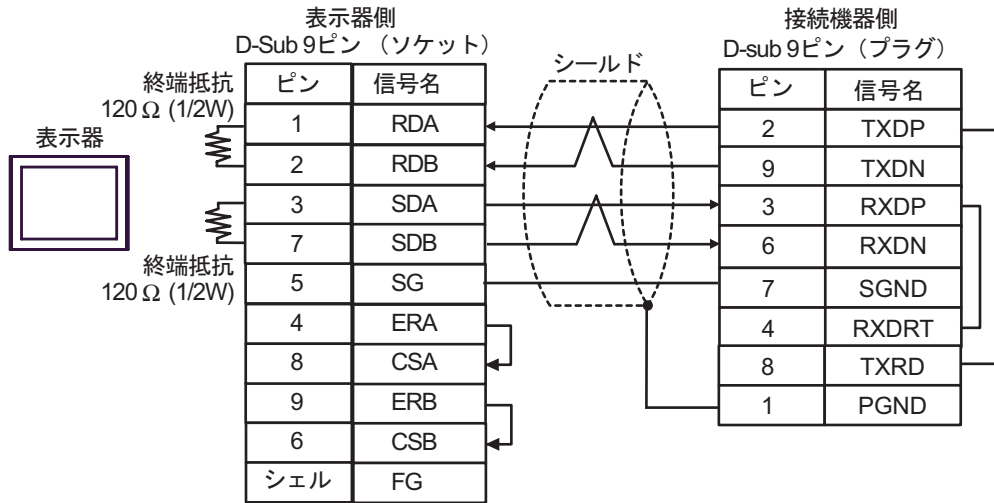 表示器側
D-Sub 9ピン （ソケット）
接続機器側
D-sub 9ピン（プラグ）
シールド
終端抵抗
120 Ω (1/2W)
表示器
終端抵抗
120 Ω (1/2W)
ピン 信号名
1 RDA
2 RDB
3 SDA
7 SDB
5 SG
4 ERA
8 CSA
9 ERB
6 CSB
シェル FG
ピン 信号名
2 TXDP
9 TXDN
3 RXDP
6 RXDN
7 SGND
4 RXDRT
8 TXRD
1 PGND